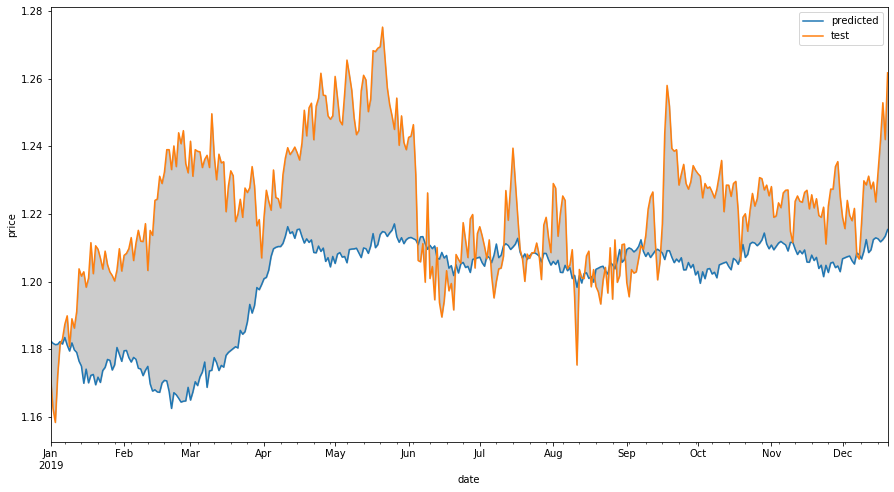 1.28
1.26
1.24
1.22
1.20
1.18
1.16
price
predicted
test
Jan Feb Mar Apr May Jun Jul Aug Sep Oct Nov Dec
2019
date